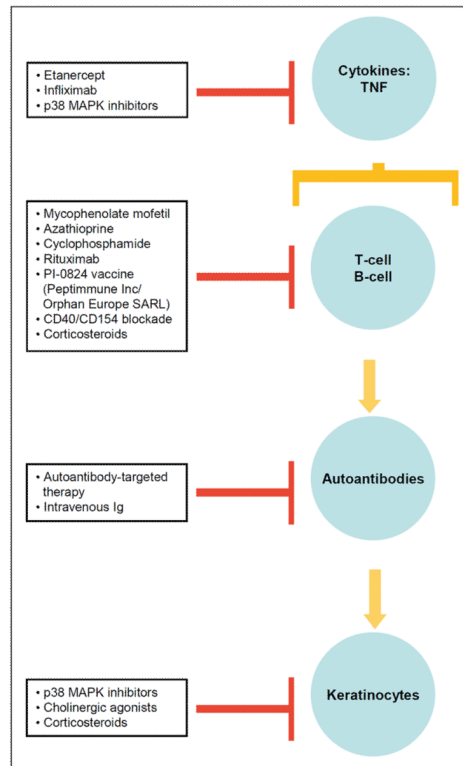 • Etanercept
• Infliximab
• p38 MAPK inhibitors
Cytokines:
TNF
• Mycophenolate mofetil
• Azathioprine
• Cyclophosphamide
• Rituximab
• PI-0824 vaccine
(Peptimmune Inc/
Orphan Europe SARL)
• CD40/CD154 blockade
• Corticosteroids
T-cell
B-cell
• Autoantibody-targeted
therapy
• Intravenous Ig
Autoantibodies
• p38 MAPK inhibitors
• Cholinergic agonists
• Corticosteroids
Keratinocytes